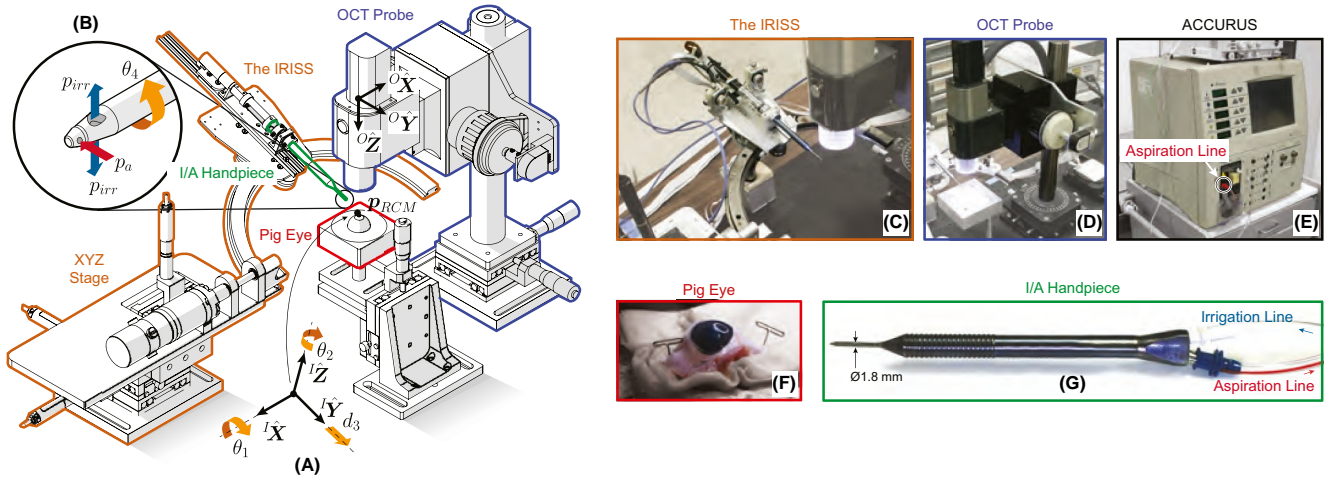 (B)
OCT Probe
The IRISS
θ4
pirr
pa
pirr
OX̂
OŶ
OẐ
I/A Handpiece
pRCM
Pig Eye
XYZ
Stage
θ2
IẐ
IŶ
d3
IX̂
θ1
(A)
The IRISS
(C)
OCT Probe
(D)
ACCURUS
Aspiration Line
(E)
Pig Eye
(F)
I/A Handpiece
Irrigation Line
Ø1.8 mm
(G)
Aspiration Line